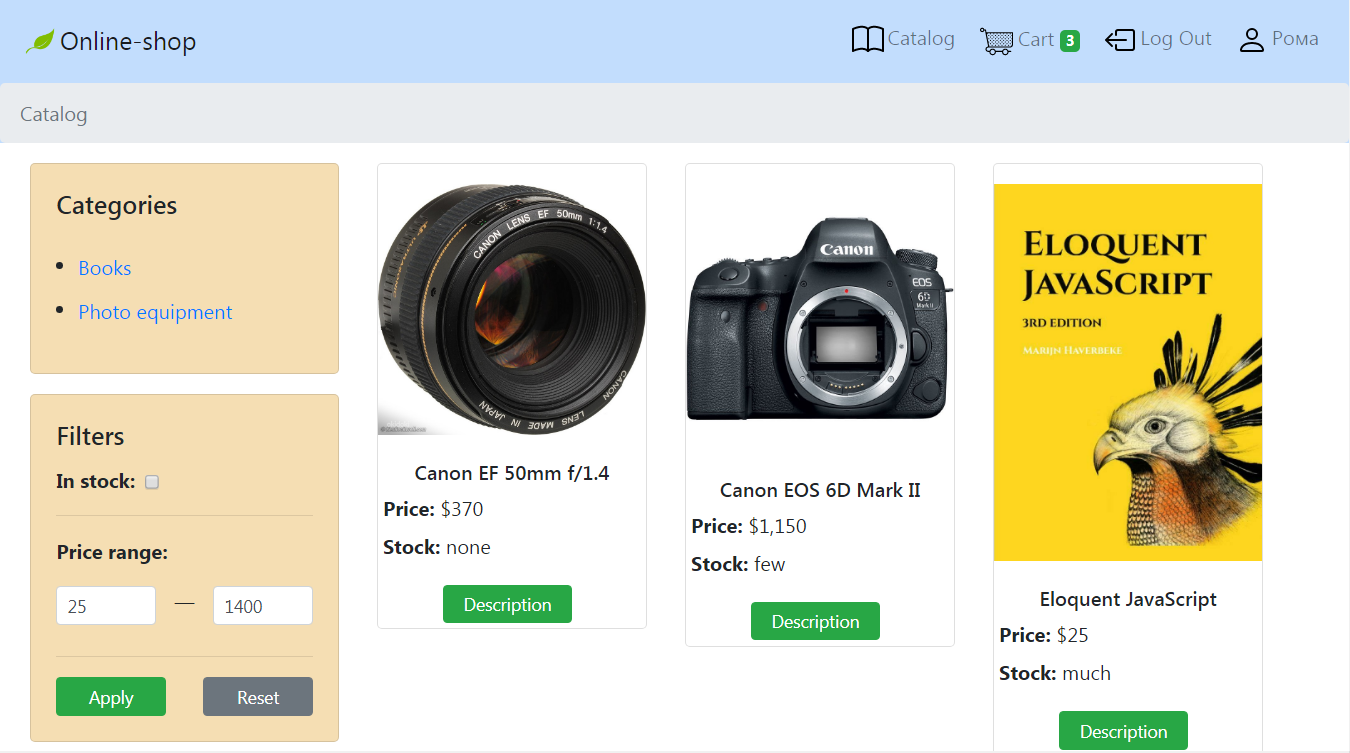 Online-shop
Catalog
Cart 3
Log Out
Рома
Catalog
Categories
Books
Photo equipment
Filters
In stock:
Price range:
25 — 1400
Apply
Reset
CANON LENS EF 50mm 1:1.4
CANON LENS MADE IN JAPAN
Canon EF 50mm f/1.4
Price: $370
Stock: none
Description
Canon
EOS
6D
Mark II
Canon EOS 6D Mark II
Price: $1,150
Stock: few
Description
Eloquent
JavaScript
3RD EDITION
Marijn Haverbeke
Eloquent JavaScript
Price: $25
Stock: much
Description